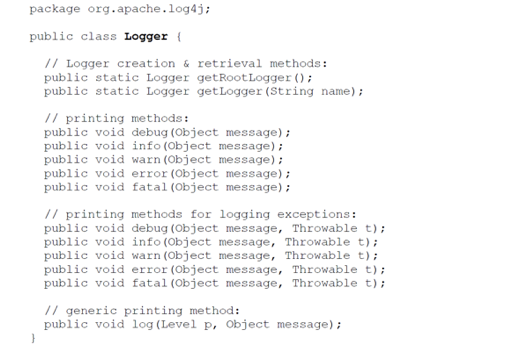 package org.apache.log4j;
public class Logger {
// Logger creation & retrieval methods:
public static Logger getRootLogger();
public static Logger getLogger(String name);
// printing methods:
public void debug(Object message);
public void info(Object message);
public void warn(Object message);
public void error(Object message);
public void fatal(Object message);
// printing methods for logging exceptions:
public void debug(Object message, Throwable t);
public void info(Object message, Throwable t);
public void warn(Object message, Throwable t);
public void error(Object message, Throwable t);
public void fatal(Object message, Throwable t);
// generic printing method:
public void log(Level p, Object message);
}